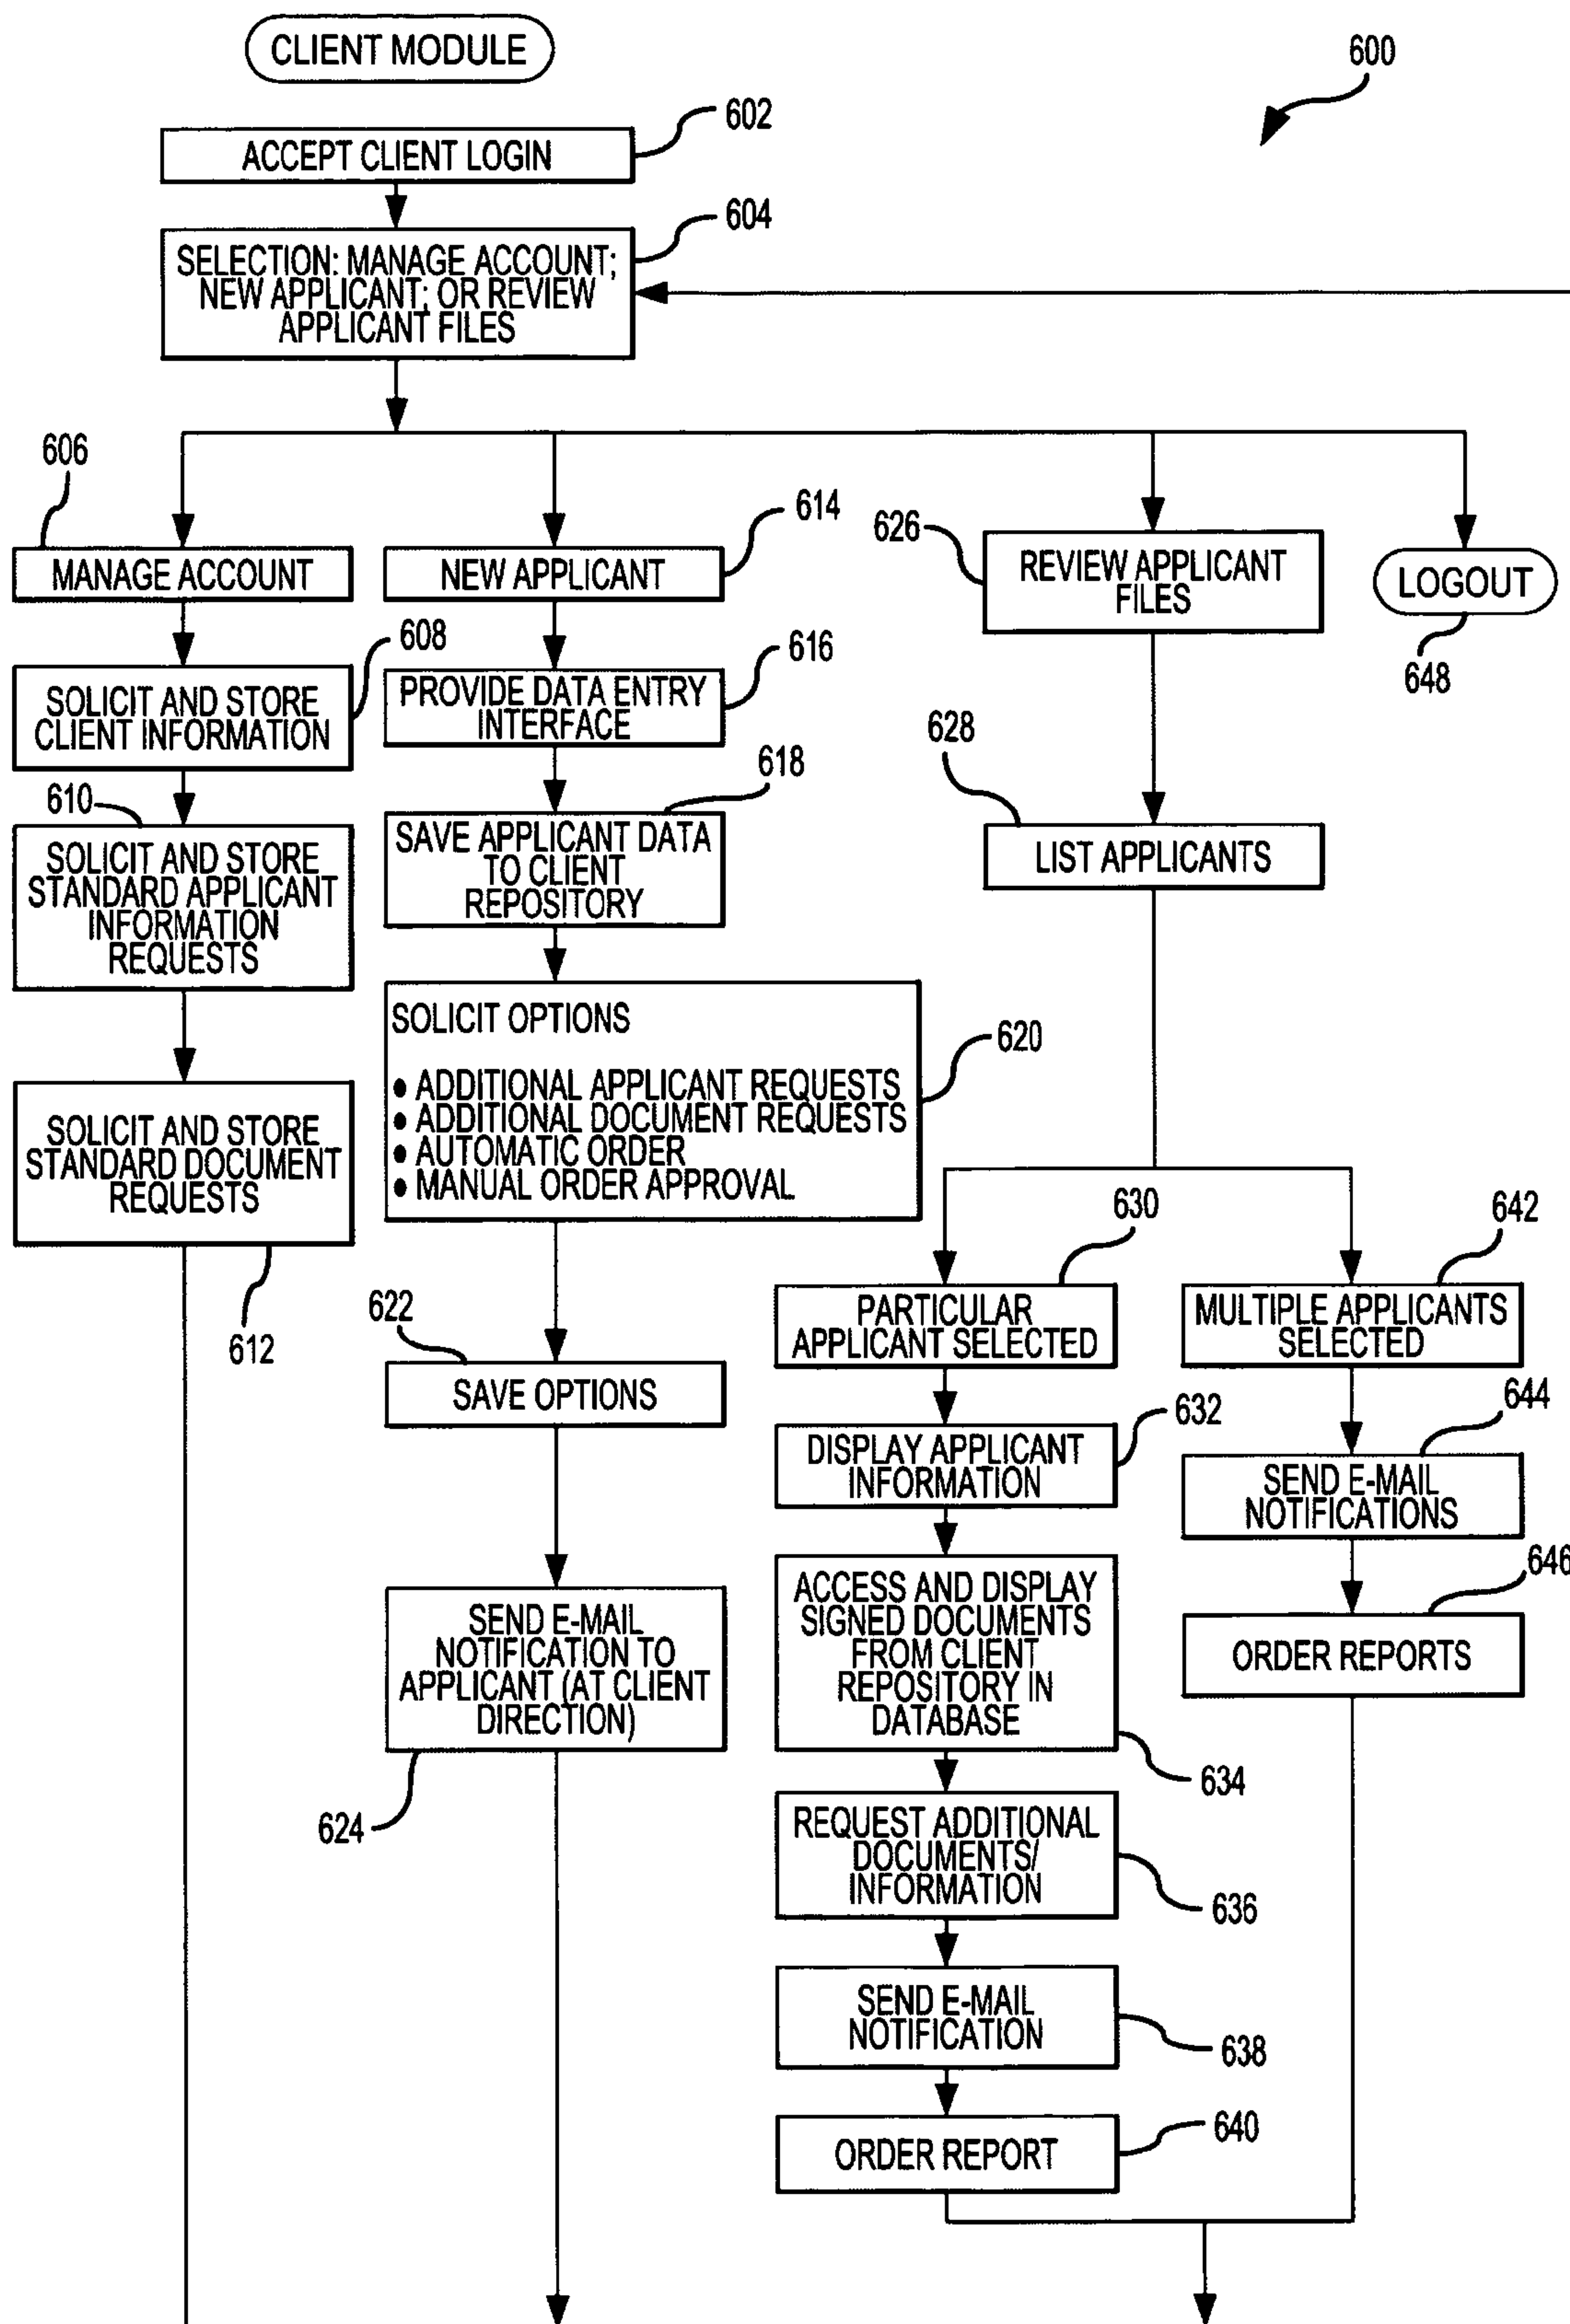 CLIENT MODULE
600
602
ACCEPT CLIENT LOGIN
604
SELECTION: MANAGE ACCOUNT;
NEW APPLICANT; OR REVIEW
APPLICANT FILES
606
MANAGE ACCOUNT
608
SOLICIT AND STORE
CLIENT INFORMATION
610
SOLICIT AND STORE
STANDARD APPLICANT
INFORMATION
REQUESTS
SOLICIT AND STORE
STANDARD DOCUMENT
REQUESTS
612
614
NEW APPLICANT
616
PROVIDE DATA ENTRY
INTERFACE
618
SAVE APPLICANT DATA
TO CLIENT
REPOSITORY
SOLICIT OPTIONS
620
• ADDITIONAL APPLICANT REQUESTS
• ADDITIONAL DOCUMENT REQUESTS
• AUTOMATIC ORDER
• MANUAL ORDER APPROVAL
622
SAVE OPTIONS
SEND E-MAIL
NOTIFICATION TO
APPLICANT (AT CLIENT
DIRECTION)
624
626
REVIEW APPLICANT
FILES
628
LIST APPLICANTS
630
PARTICULAR
APPLICANT SELECTED
632
DISPLAY APPLICANT
INFORMATION
ACCESS AND DISPLAY
SIGNED DOCUMENTS
FROM CLIENT
REPOSITORY IN
DATABASE
634
REQUEST ADDITIONAL
DOCUMENTS/
INFORMATION
636
SEND E-MAIL
NOTIFICATION
638
640
ORDER REPORT
642
MULTIPLE APPLICANTS
SELECTED
644
SEND E-MAIL
NOTIFICATIONS
646
ORDER REPORTS
LOGOUT
648